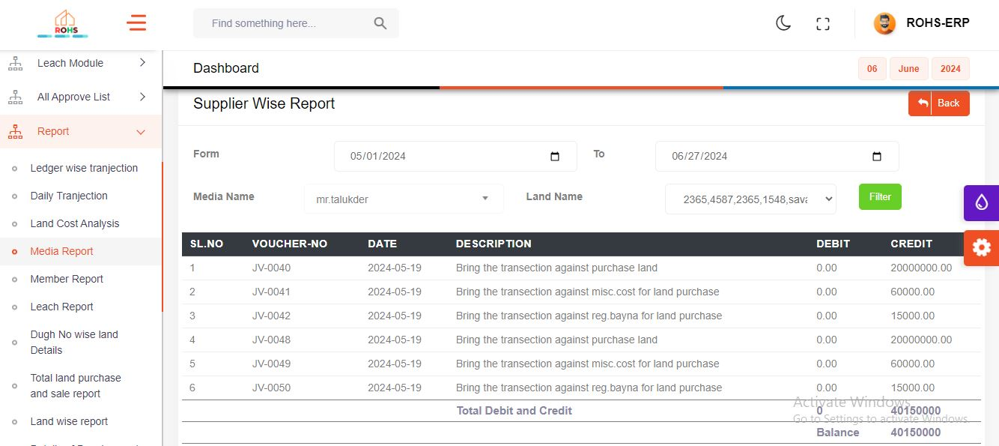 ROHS
Find something here...
ROHS-ERP
Leach Module
All Approve List
Report
Ledger wise tranjection
Daily Tranjection
Land Cost Analysis
Media Report
Member Report
Leach Report
Dugh No wise land
Details
Total land purchase
and sale report
Land wise report
Dashboard
06 June 2024
Supplier Wise Report
Back
Form 05/01/2024 To 06/27/2024
Media Name mr.talukder Land Name 2365,4587,2365,1548,sava Filter
SL.NO VOUCHER-NO DATE DESCRIPTION DEBIT CREDIT
1 JV-0040 2024-05-19 Bring the transection against purchase land 0.00 20000000.00
2 JV-0041 2024-05-19 Bring the transection against misc.cost for land purchase 0.00 60000.00
3 JV-0042 2024-05-19 Bring the transection against reg.bayna for land purchase 0.00 15000.00
4 JV-0048 2024-05-19 Bring the transection against purchase land 0.00 20000000.00
5 JV-0049 2024-05-19 Bring the transection against misc.cost for land purchase 0.00 60000.00
6 JV-0050 2024-05-19 Bring the transection against reg.bayna for land purchase 0.00 15000.00
Total Debit and Credit 0 40150000
Balance 40150000
Activate Windows
Go to Settings to activate Windows.